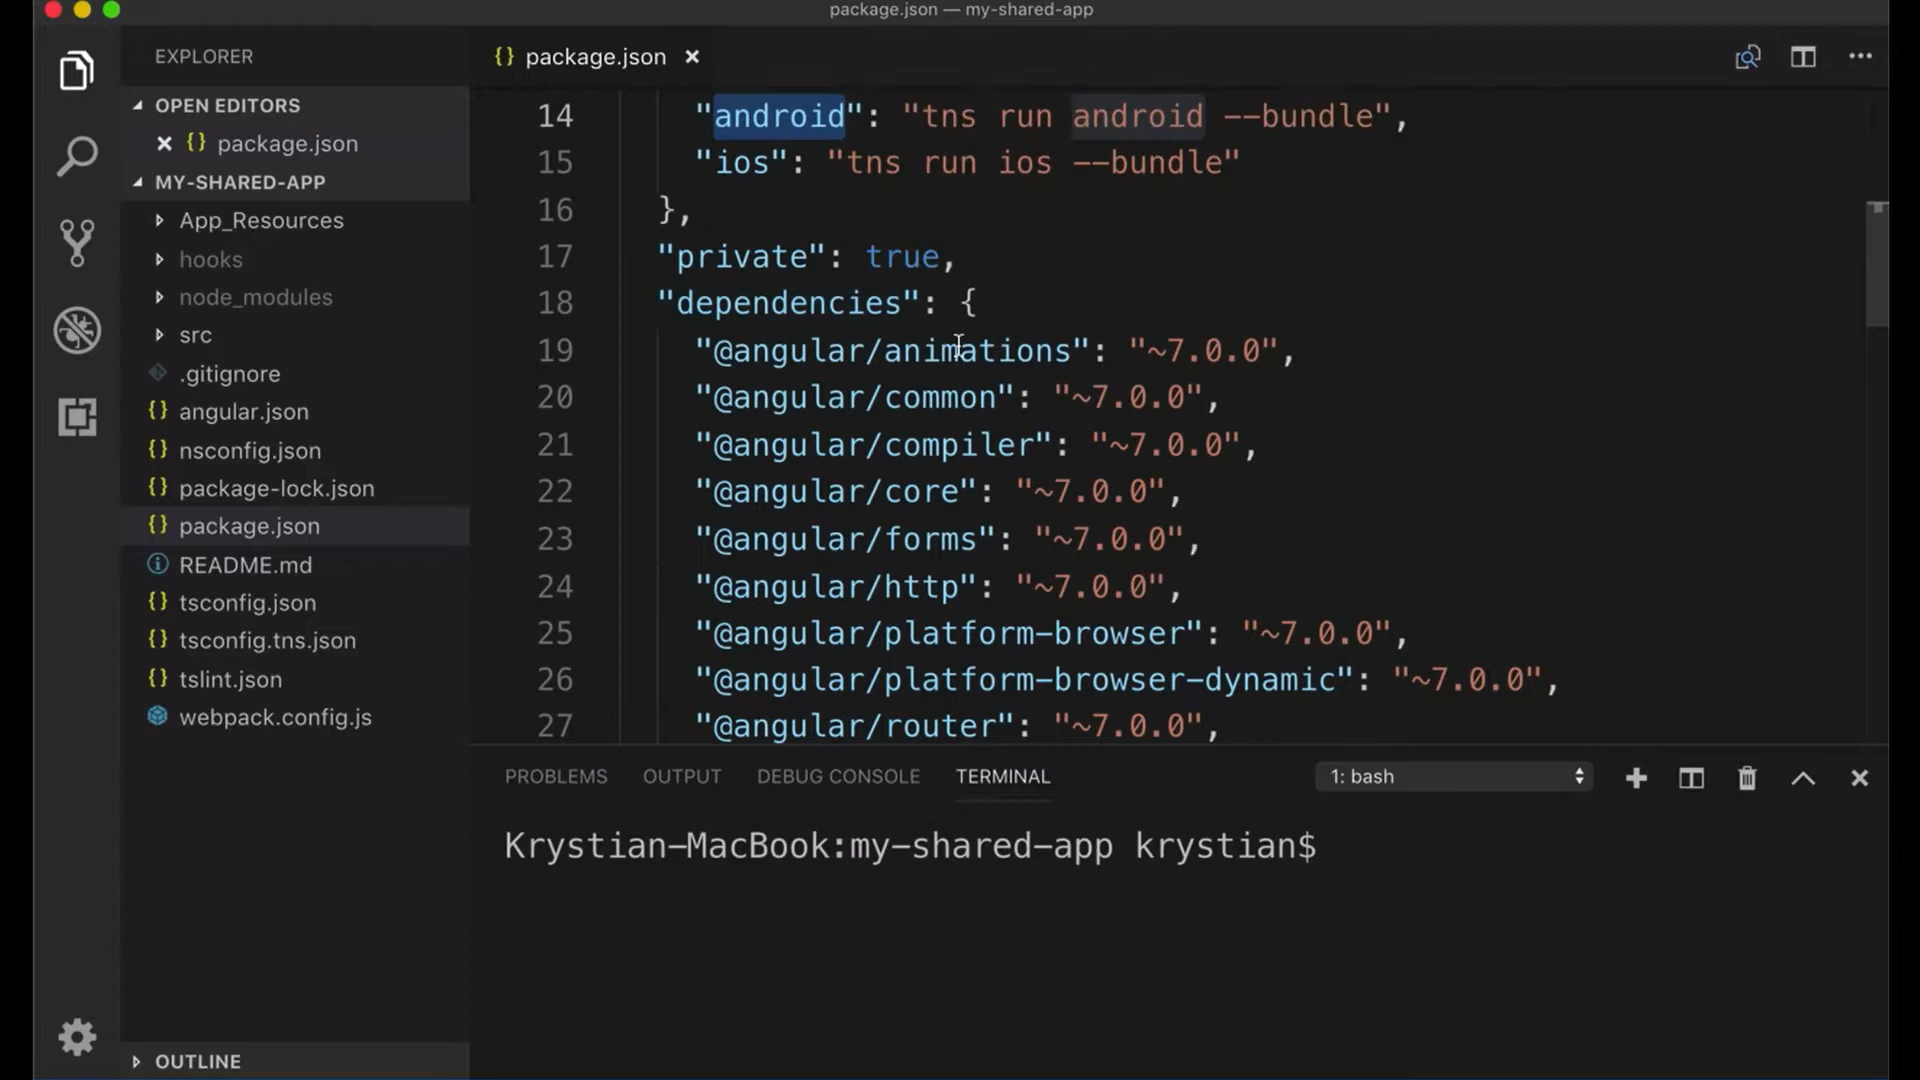 package.json — my-shared-app
EXPLORER
OPEN EDITORS
{} package.json
MY-SHARED-APP
App_Resources
hooks
node_modules
src
.gitignore
{} angular.json
{} nsconfig.json
{} package-lock.json
{} package.json
README.md
{} tsconfig.json
{} tsconfig.tns.json
{} tslint.json
webpack.config.js
OUTLINE
{} package.json
14 "android": "tns run android --bundle",
15 "ios": "tns run ios --bundle"
16 },
17 "private": true,
18 "dependencies": {
19 "@angular/animations": "~7.0.0",
20 "@angular/common": "~7.0.0",
21 "@angular/compiler": "~7.0.0",
22 "@angular/core": "~7.0.0",
23 "@angular/forms": "~7.0.0",
24 "@angular/http": "~7.0.0",
25 "@angular/platform-browser": "~7.0.0",
26 "@angular/platform-browser-dynamic": "~7.0.0",
27 "@angular/router": "~7.0.0",
PROBLEMS OUTPUT DEBUG CONSOLE TERMINAL 1: bash
Krystian-MacBook:my-shared-app krystian$